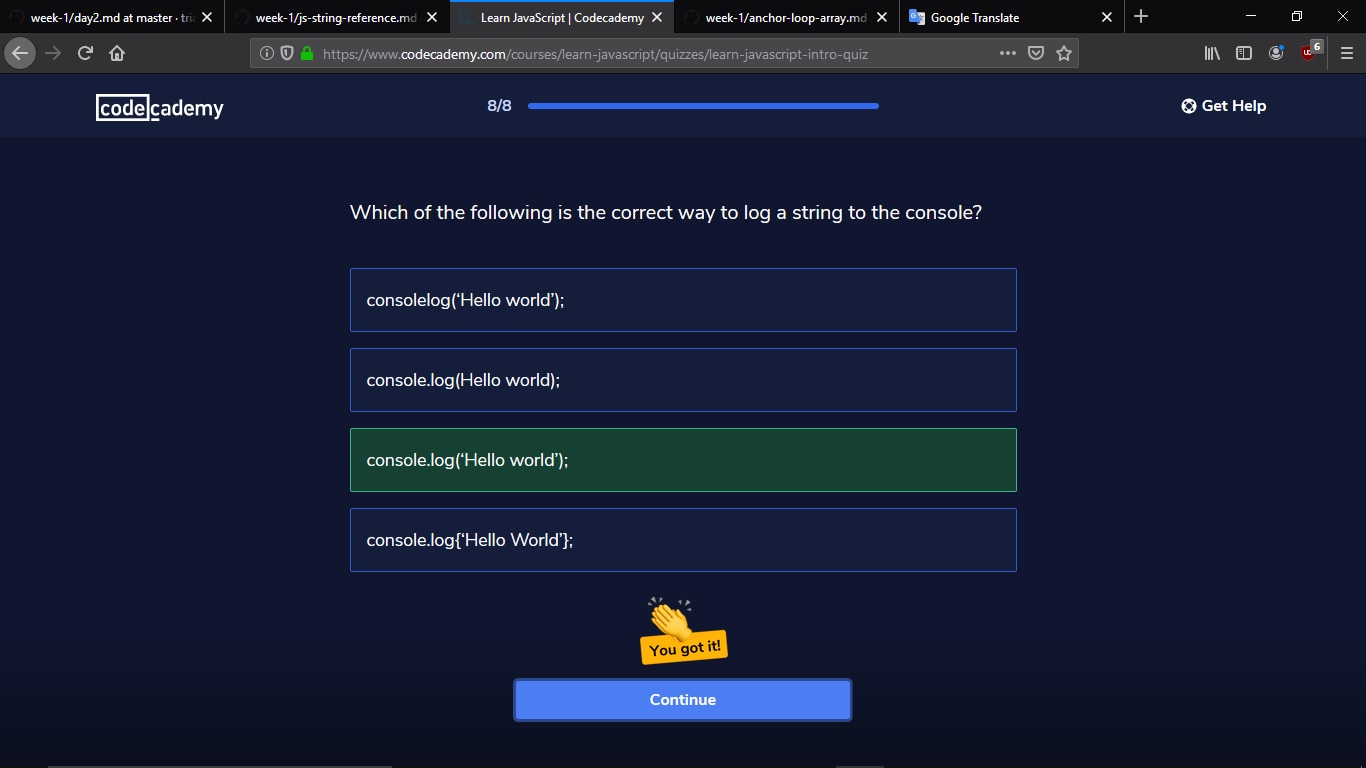 week-1/day2.md at master · tri
week-1/js-string-reference.md
Learn JavaScript | Codecademy
week-1/anchor-loop-array.md
Google Translate
https://www.codecademy.com/courses/learn-javascript/quizzes/learn-javascript-intro-quiz
6
codecademy
8/8
Get Help
Which of the following is the correct way to log a string to the console?
consolelog(‘Hello world’);
console.log(Hello world);
console.log(‘Hello world’);
console.log{‘Hello World’};
You got it!
Continue